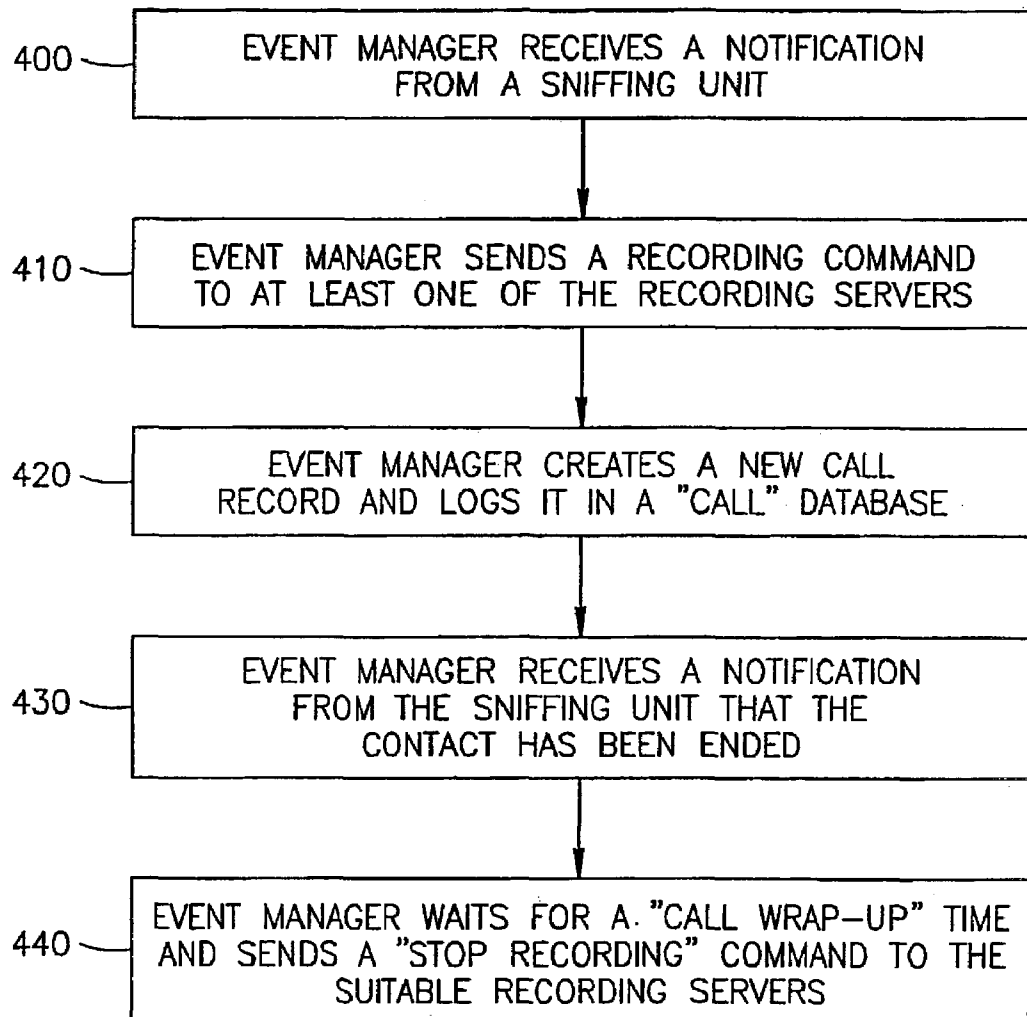 400
EVENT MANAGER RECEIVES A NOTIFICATION
FROM A SNIFFING UNIT
410
EVENT MANAGER SENDS A RECORDING COMMAND
TO AT LEAST ONE OF THE RECORDING SERVERS
420
EVENT MANAGER CREATES A NEW CALL
RECORD AND LOGS IT IN A "CALL" DATABASE
430
EVENT MANAGER RECEIVES A NOTIFICATION
FROM THE SNIFFING UNIT THAT THE
CONTACT HAS BEEN ENDED
440
EVENT MANAGER WAITS FOR A "CALL WRAP-UP" TIME
AND SENDS A "STOP RECORDING" COMMAND TO THE
SUITABLE RECORDING SERVERS